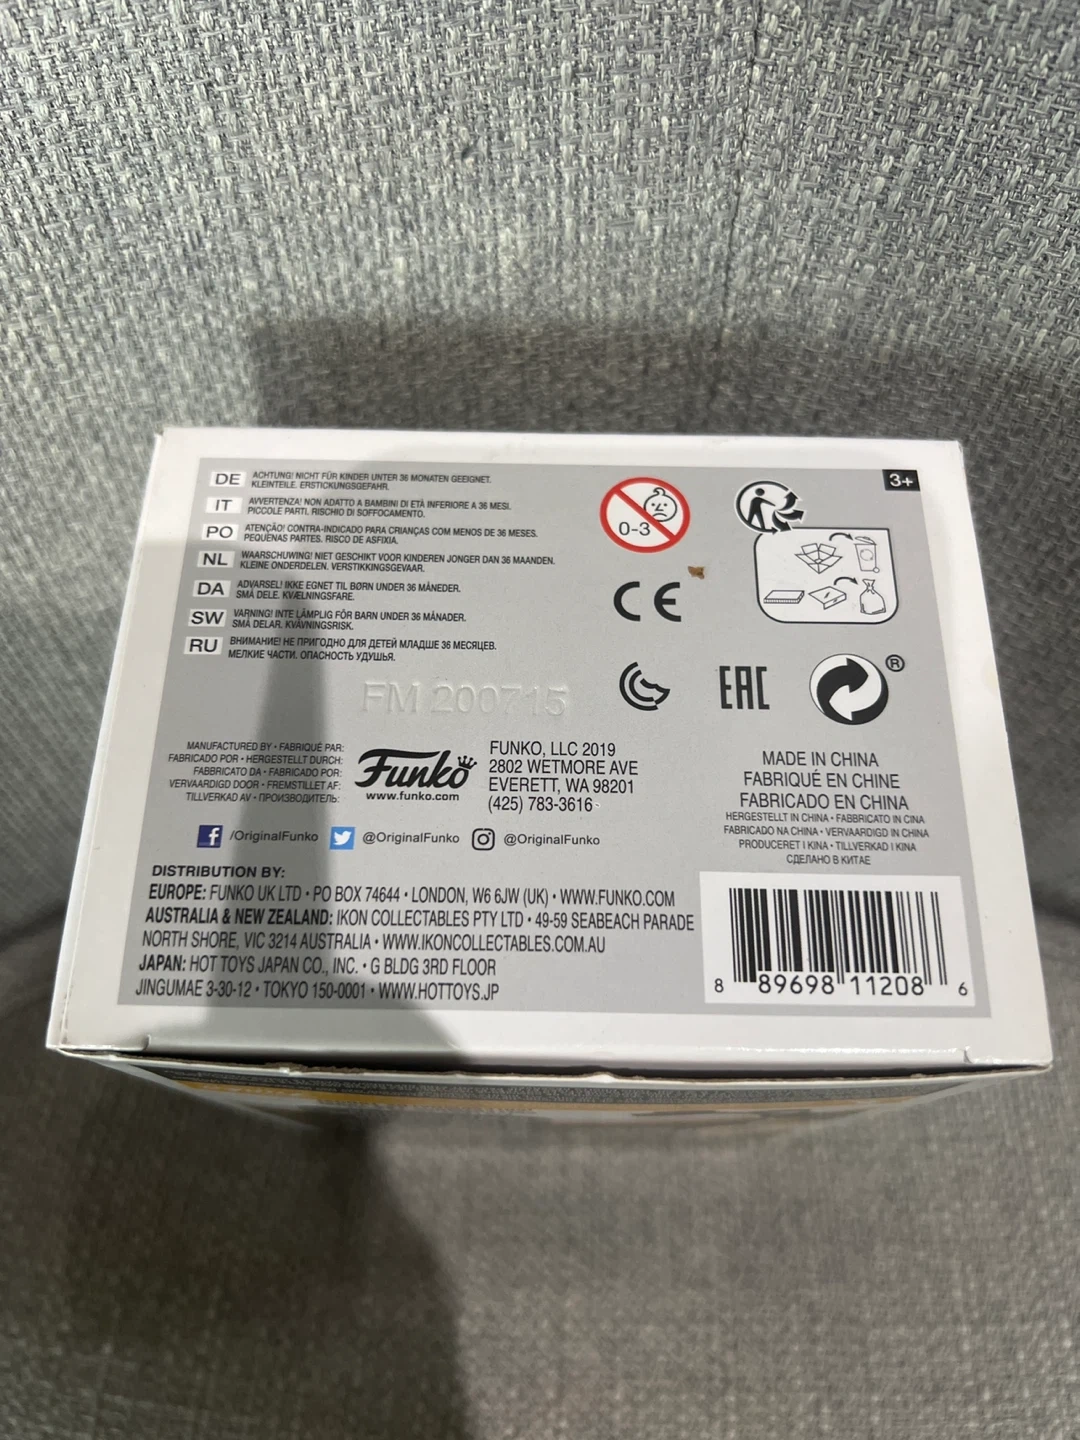 DE ACHTUNG! NICHT FÜR KINDER UNTER 36 MONATEN GEEIGNET.
KLEINTEILE. ERSTICKUNGSGEFAHR.
IT AVVERTENZA! NON ADATTO A BAMBINI DI ETÀ INFERIORE A 36 MESI.
PICCOLE PARTI. RISCHIO DI SOFFOCAMENTO.
PO ATENÇÃO! CONTRA-INDICADO PARA CRIANÇAS COM MENOS DE 36 MESES.
PEQUENAS PARTES. RISCO DE ASFIXIA.
NL WAARSCHUWING! NIET GESCHIKT VOOR KINDEREN JONGER DAN 36 MAANDEN.
KLEINE ONDERDELEN. VERSTIKKINGSGEVAAR.
DA ADVARSEL! IKKE EGNET TIL BØRN UNDER 36 MÅNEDER.
SMÅ DELE. KVÆLNINGSFARE.
SW VARNING! INTE LÄMPLIG FÖR BARN UNDER 36 MÅNADER.
SMÅ DELAR. KVÄVNINGSRISK.
RU ВНИМАНИЕ! НЕ ПРИГОДНО ДЛЯ ДЕТЕЙ МЛАДШЕ 36 МЕСЯЦЕВ.
МЕЛКИЕ ЧАСТИ. ОПАСНОСТЬ УДУШЬЯ.
0-3
3+
CE
EAC
®
FM 200715
MANUFACTURED BY • FABRIQUÉ PAR:
FABRICADO POR • HERGESTELLT DURCH:
FABBRICATO DA • FABRICADO POR:
VERVAARDIGD DOOR • FREMSTILLET AF:
TILLVERKAD AV • ПРОИЗВОДИТЕЛЬ:
Funko
www.funko.com
FUNKO, LLC 2019
2802 WETMORE AVE
EVERETT, WA 98201
(425) 783-3616
MADE IN CHINA
FABRIQUÉ EN CHINE
FABRICADO EN CHINA
HERGESTELLT IN CHINA • FABBRICATO IN CINA
FABRICADO NA CHINA • VERVAARDIGD IN CHINA
PRODUCERET I KINA • TILLVERKAD I KINA
СДЕЛАНО В КИТАЕ
/OriginalFunko @OriginalFunko @OriginalFunko
DISTRIBUTION BY:
EUROPE: FUNKO UK LTD • PO BOX 74644 • LONDON, W6 6JW (UK) • WWW.FUNKO.COM
AUSTRALIA & NEW ZEALAND: IKON COLLECTABLES PTY LTD • 49-59 SEABEACH PARADE
NORTH SHORE, VIC 3214 AUSTRALIA • WWW.IKONCOLLECTABLES.COM.AU
JAPAN: HOT TOYS JAPAN CO., INC. • G BLDG 3RD FLOOR
JINGUMAE 3-30-12 • TOKYO 150-0001 • WWW.HOTTOYS.JP
8 89698 11208 6